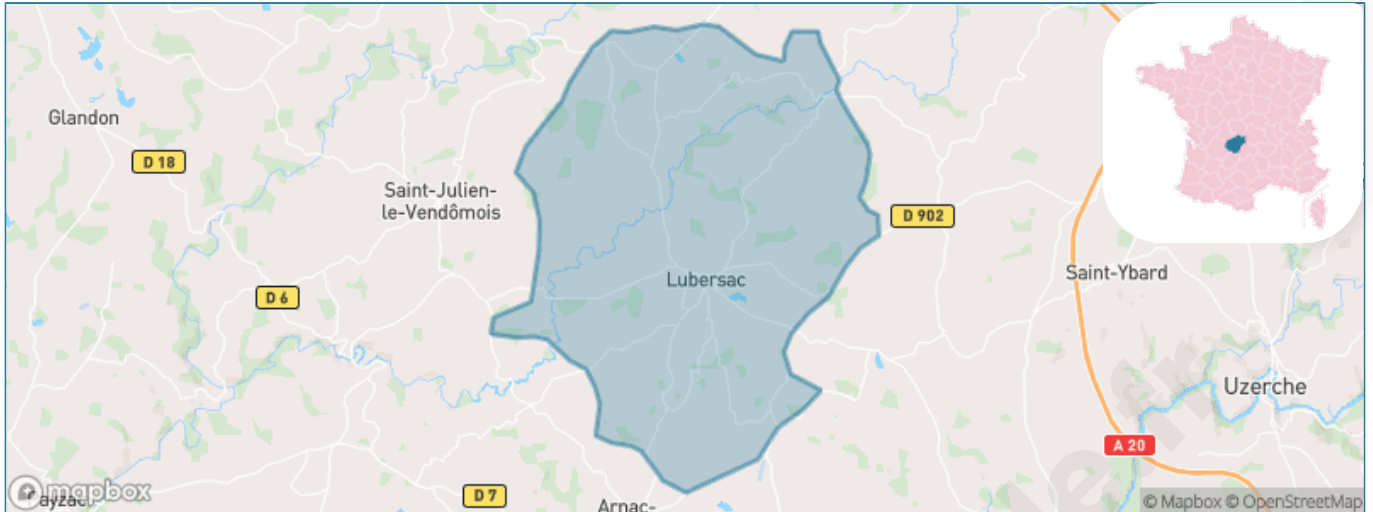 Glandon
D 18
Saint-Julien-
le-Vendômois
D 902
Lubersac
Saint-Ybard
D 6
Uzerche
A 20
mapbox
D 7
Arnac-
© Mapbox © OpenStreetMap